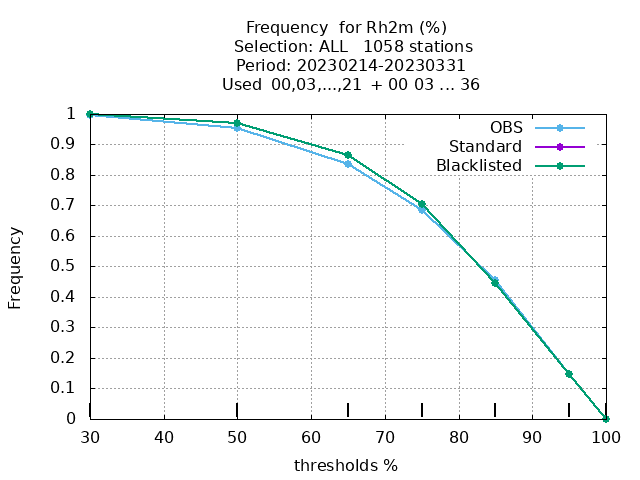 Frequency  for Rh2m (%)
Selection: ALL   1058 stations
Period: 20230214-20230331
Used  00,03,...,21  + 00 03 ... 36
OBS
Standard
Blacklisted
1
0.9
0.8
0.7
0.6
0.5
0.4
0.3
0.2
0.1
0
Frequency
30 40 50 60 70 80 90 100
thresholds %